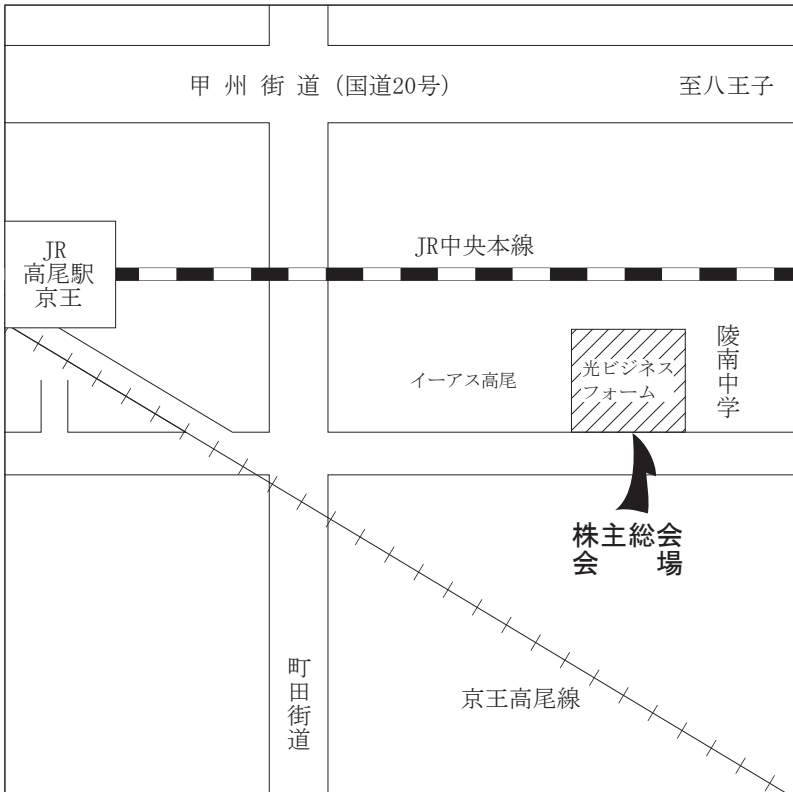 甲州街道(国道20号)
至八王子
JR
高尾駅
京王
JR中央本線
イーアス高尾
光ビジネス
フォーム
陵南中学
株主総会
会場
町田街道
京王高尾線